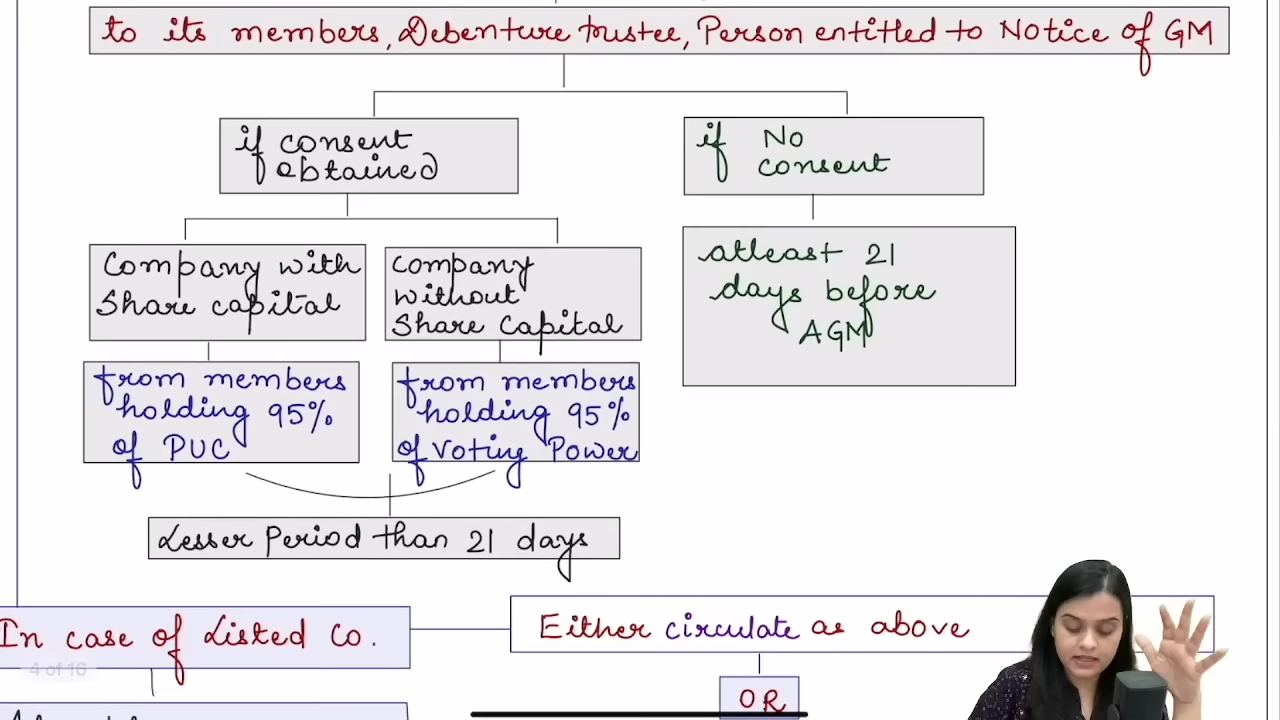 to its members, Debenture trustee, Person entitled to Notice of GM
if consent
obtained
if No
consent
Company with
Share capital
Company
without
Share Capital
atleast 21
days before
AGM
from members
holding 95%
of PUC
from members
holding 95%
of Voting Power
Lesser Period than 21 days
In case of Listed Co.
Either circulate as above
4 of 16
OR